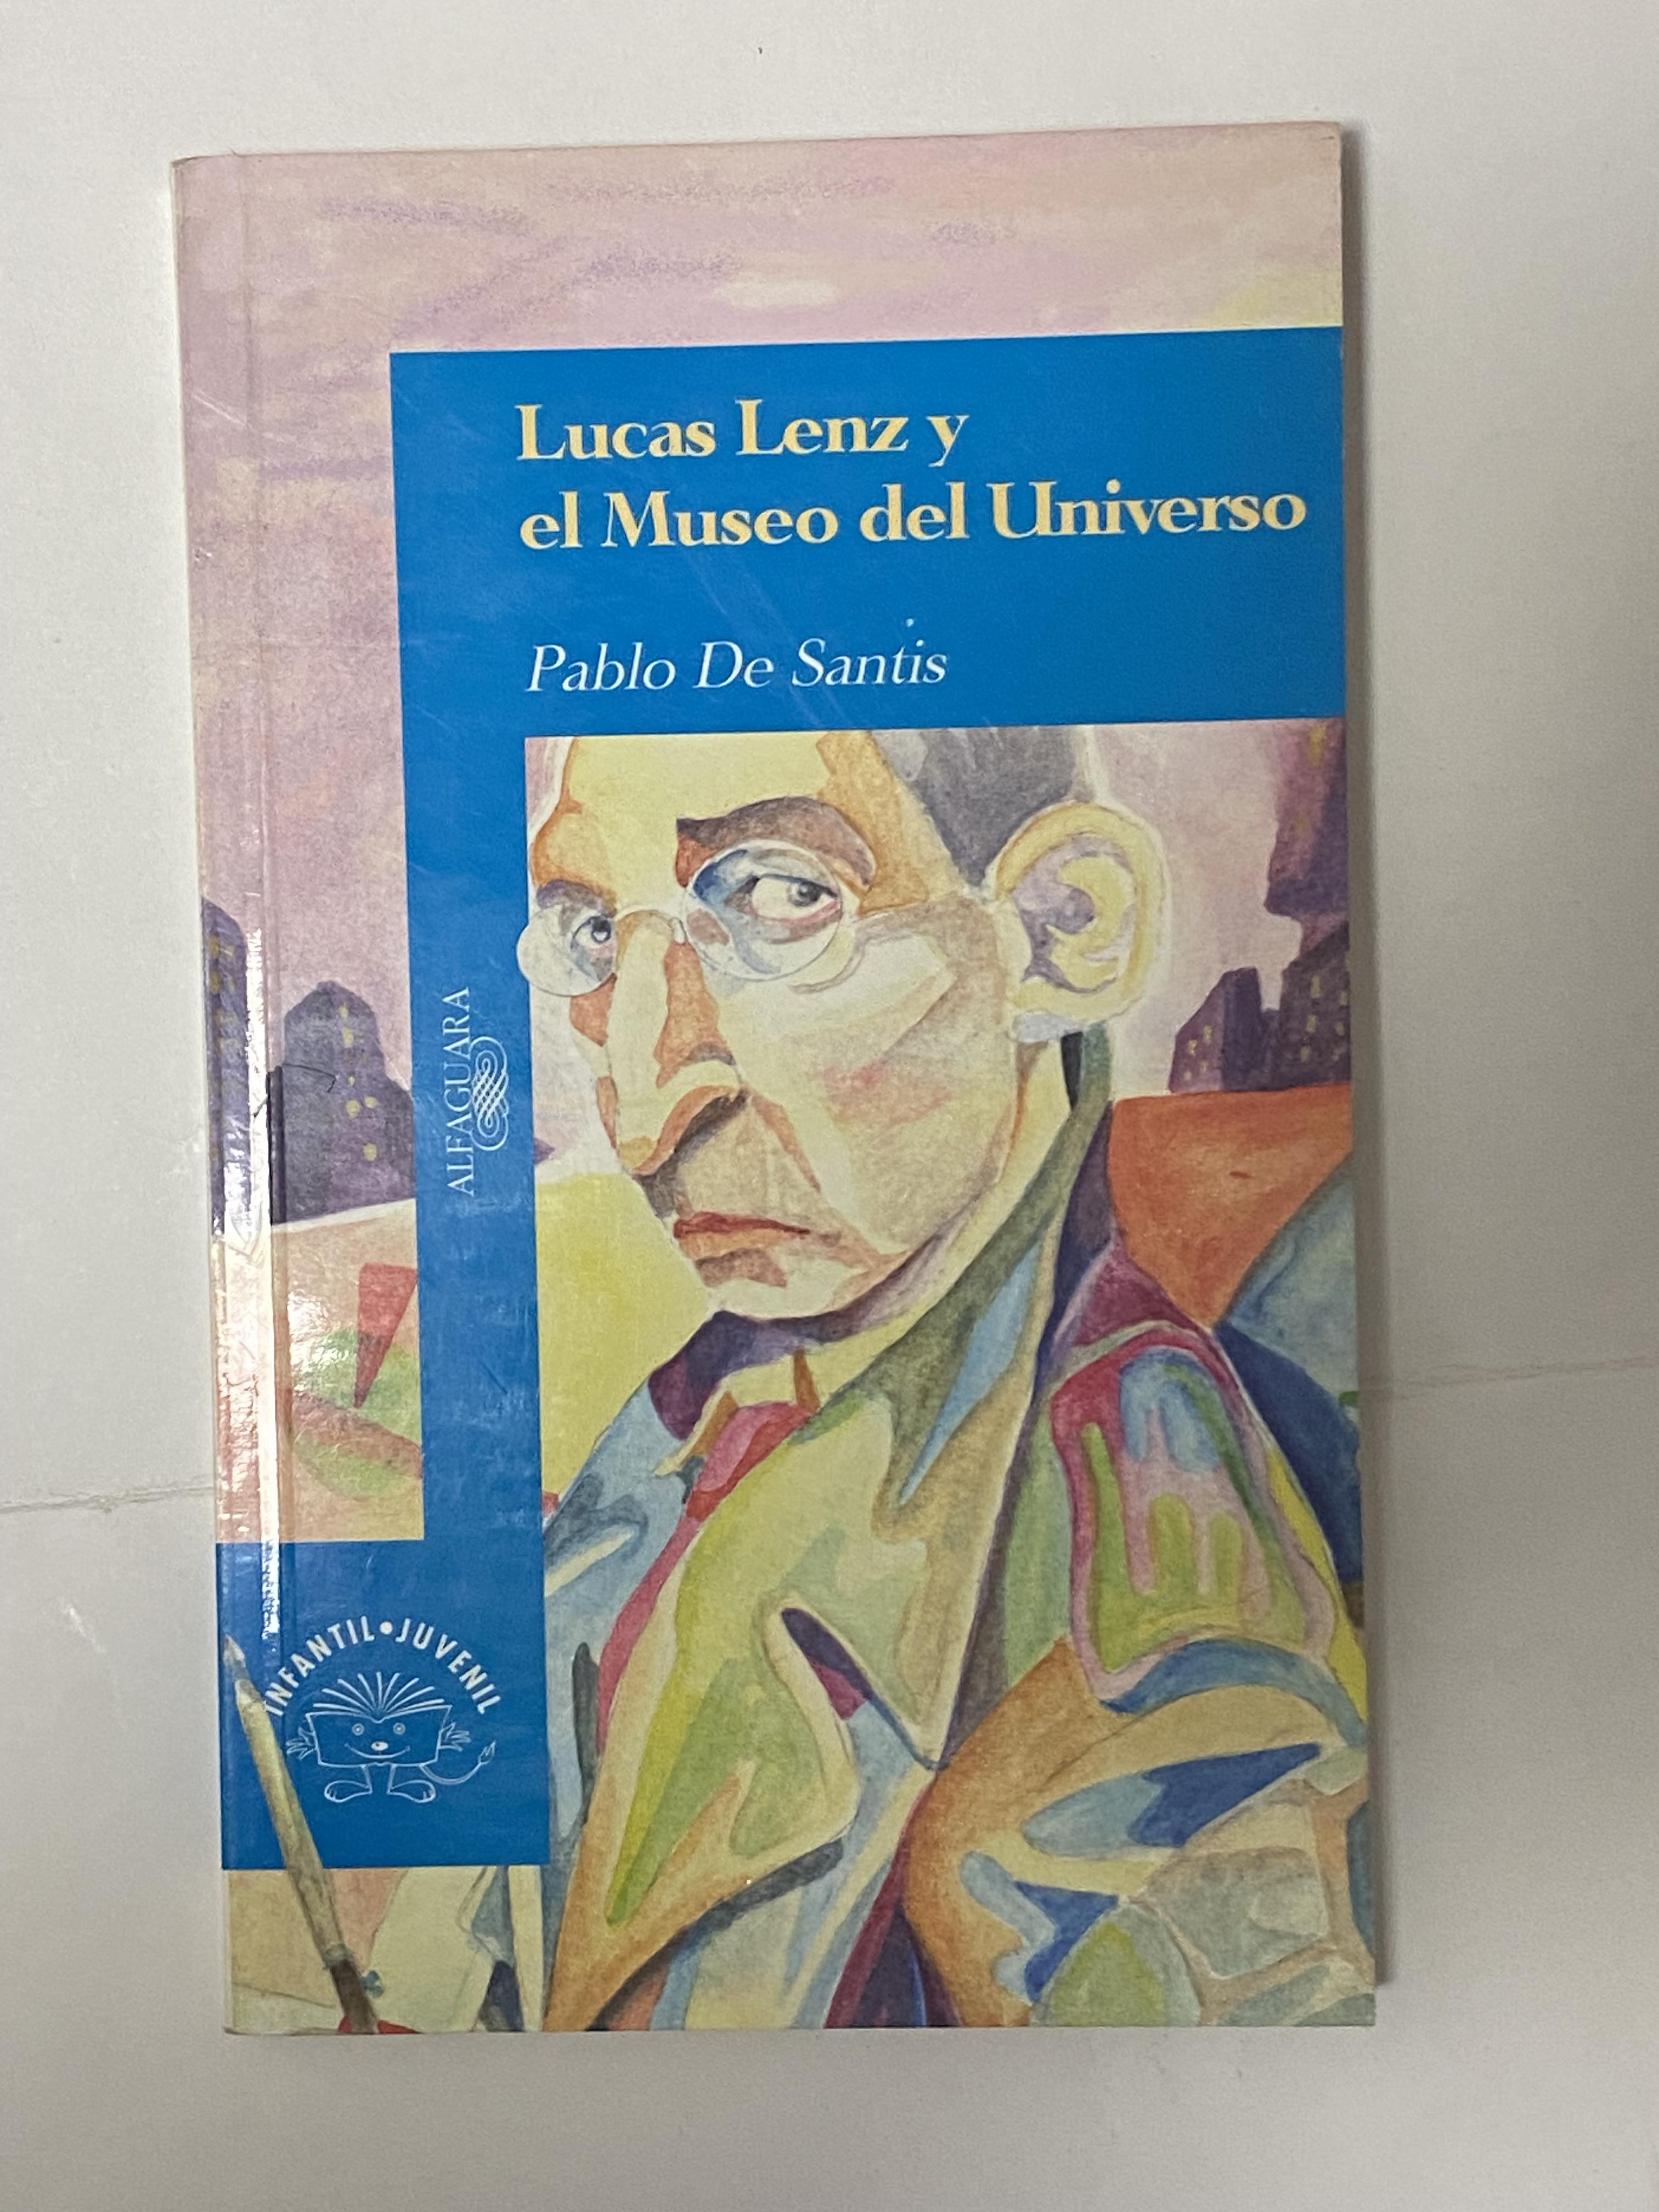 Lucas Lenz y
el Museo del Universo
Pablo De Santis
ALFAGUARA
INFANTIL•JUVENIL